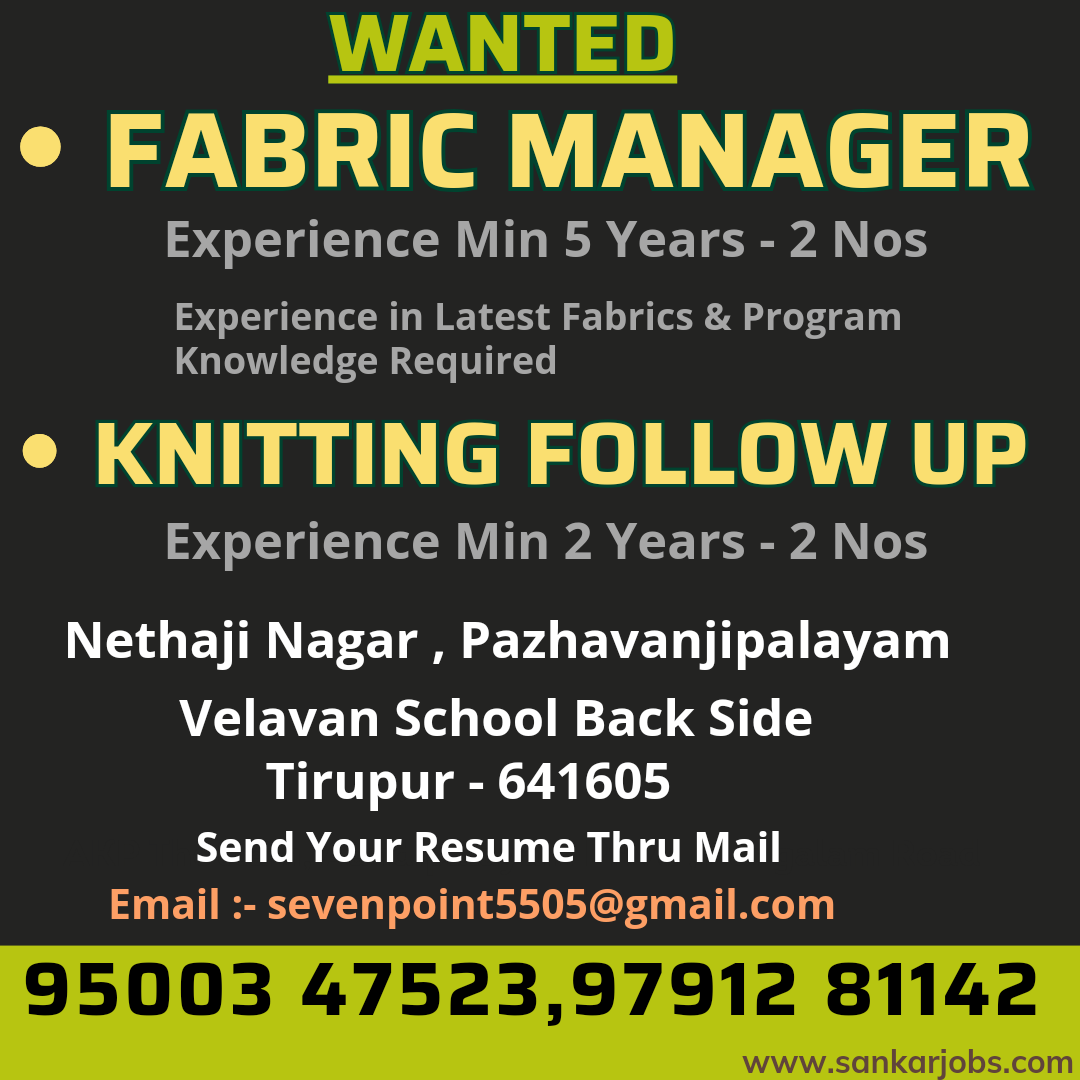 WANTED
• FABRIC MANAGER
Experience Min 5 Years - 2 Nos
Experience in Latest Fabrics & Program
Knowledge Required
• KNITTING FOLLOW UP
Experience Min 2 Years - 2 Nos
Nethaji Nagar , Pazhavanjipalayam
Velavan School Back Side
Tirupur - 641605
Send Your Resume Thru Mail
Email :- sevenpoint5505@gmail.com
95003 47523,97912 81142
www.sankarjobs.com